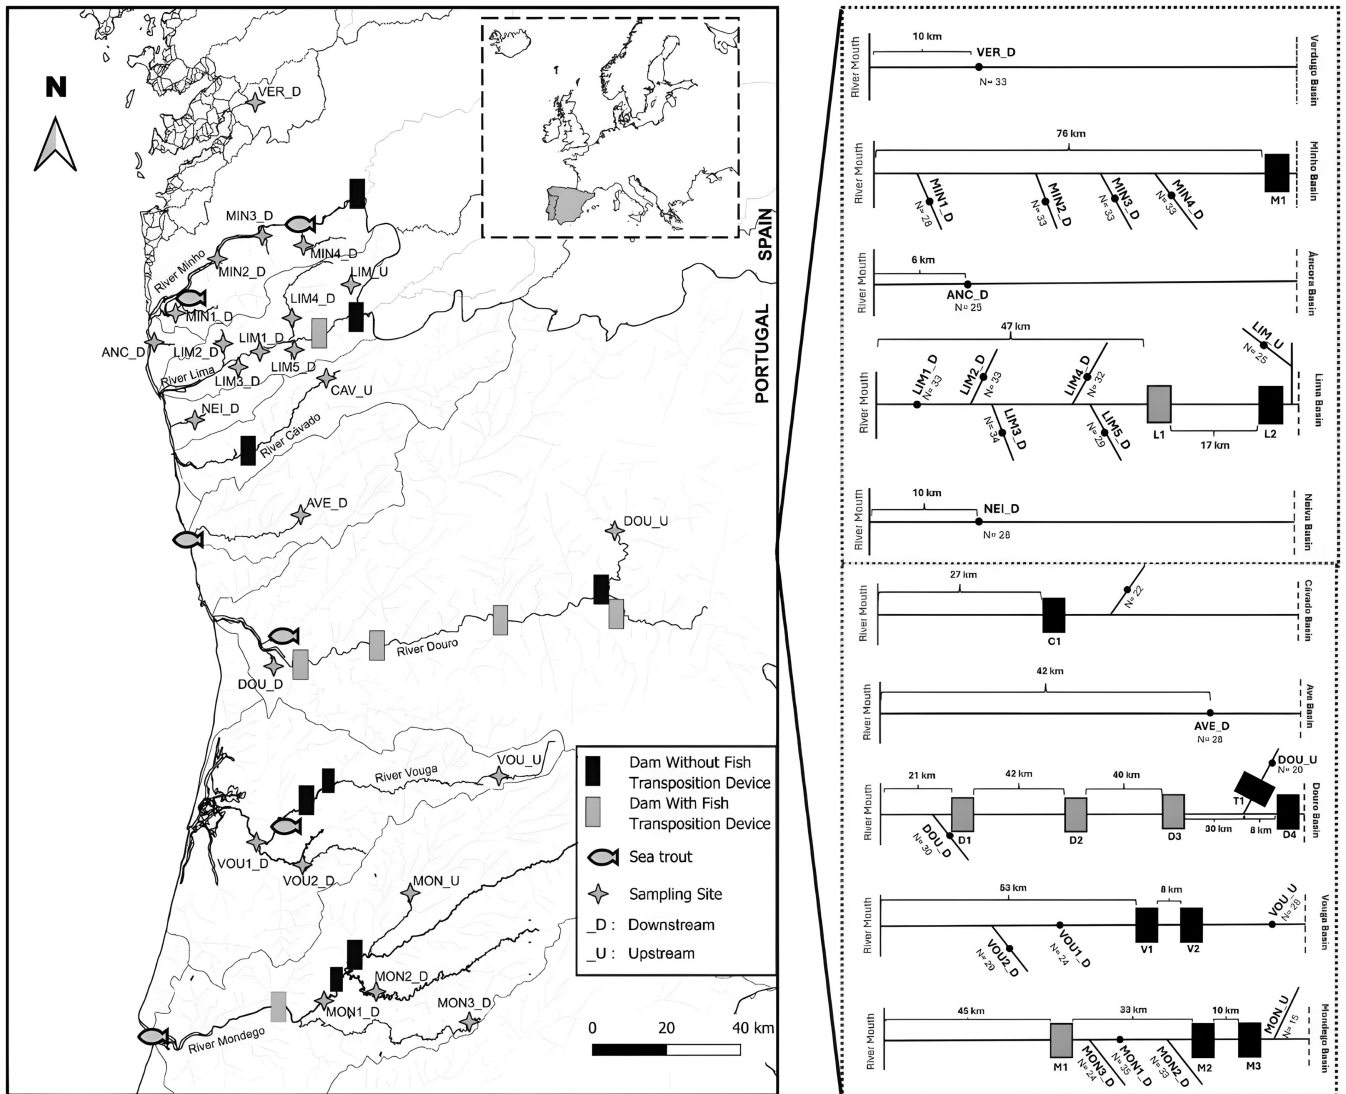 N
VER_D
MIN3_D
MIN4_D
River Minho
MIN2_D
LIM_U
LIM4_D
MIN1_D
ANC_D
LIM2_D
LIM1_D
LIM5_D
River Lima
LIM3_D
CAV_U
NEI_D
River Cávado
AVE_D
DOU_U
River Douro
DOU_D
VOU_U
River Vouga
VOU1_D
VOU2_D
MON_U
MON2_D
MON1_D
MON3_D
River Mondego
SPAIN
PORTUGAL
Dam Without Fish
Transposition Device
Dam With Fish
Transposition Device
Sea trout
Sampling Site
_D : Downstream
_U : Upstream
0 20 40 km
River Mouth
10 km
VER_D
Nº 33
Verdugo Basin
River Mouth
76 km
MIN1_D
N= 28
MIN2_D
N= 33
MIN3_D
N= 33
MIN4_D
N= 33
M1
Minho Basin
River Mouth
6 km
ANC_D
Nº 25
Âncora Basin
River Mouth
47 km
LIM1_D
N= 33
LIM2_D
N= 33
LIM3_D
N= 34
LIM4_D
N= 32
LIM5_D
N= 29
L1
17 km
L2
LIM_U
N= 25
Lima Basin
River Mouth
10 km
NEI_D
Nº 28
Neiva Basin
River Mouth
27 km
C1
N= 22
Cávado Basin
River Mouth
42 km
AVE_D
Nº 28
Ave Basin
River Mouth
21 km
DOU_D
N= 30
D1
42 km
D2
40 km
D3
30 km
T1
8 km
D4
DOU_U
Nº 20
Douro Basin
River Mouth
53 km
VOU2_D
N= 29
VOU1_D
N= 24
V1
8 km
V2
VOU_U
N= 28
Vouga Basin
River Mouth
45 km
M1
33 km
MON3_D
N= 24
MON1_D
N= 35
MON2_D
N= 33
M2
10 km
M3
MON_U
N= 15
Mondego Basin